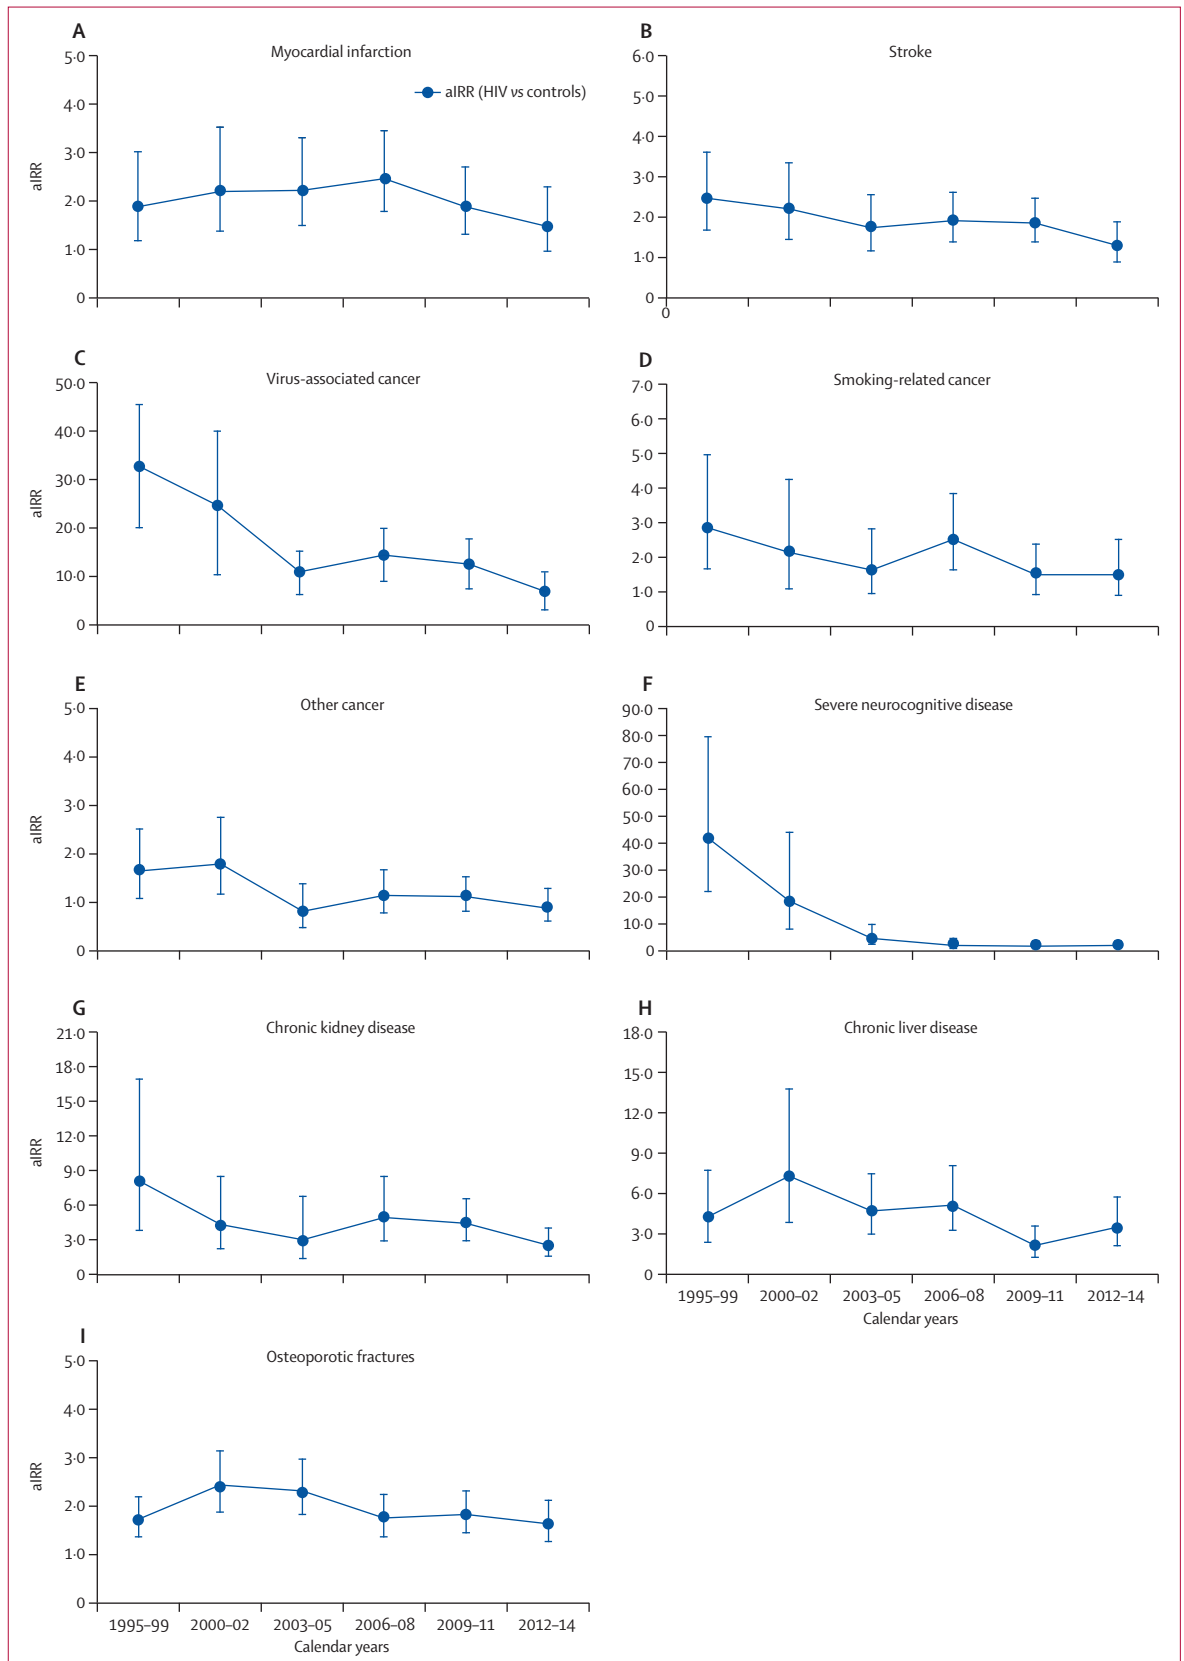 A
Myocardial infarction
aIRR (HIV vs controls)
5·0
4·0
3·0
2·0
1·0
0
aIRR
B
Stroke
6·0
5·0
4·0
3·0
2·0
1·0
0
0
C
Virus-associated cancer
50·0
40·0
30·0
20·0
10·0
0
aIRR
D
Smoking-related cancer
7·0
6·0
5·0
4·0
3·0
2·0
1·0
0
E
Other cancer
5·0
4·0
3·0
2·0
1·0
0
aIRR
F
Severe neurocognitive disease
90·0
80·0
70·0
60·0
50·0
40·0
30·0
20·0
10·0
0
G
Chronic kidney disease
21·0
18·0
15·0
12·0
9·0
6·0
3·0
0
aIRR
H
Chronic liver disease
18·0
15·0
12·0
9·0
6·0
3·0
0
1995–99 2000–02 2003–05 2006–08 2009–11 2012–14
Calendar years
I
Osteoporotic fractures
5·0
4·0
3·0
2·0
1·0
0
aIRR
1995–99 2000–02 2003–05 2006–08 2009–11 2012–14
Calendar years